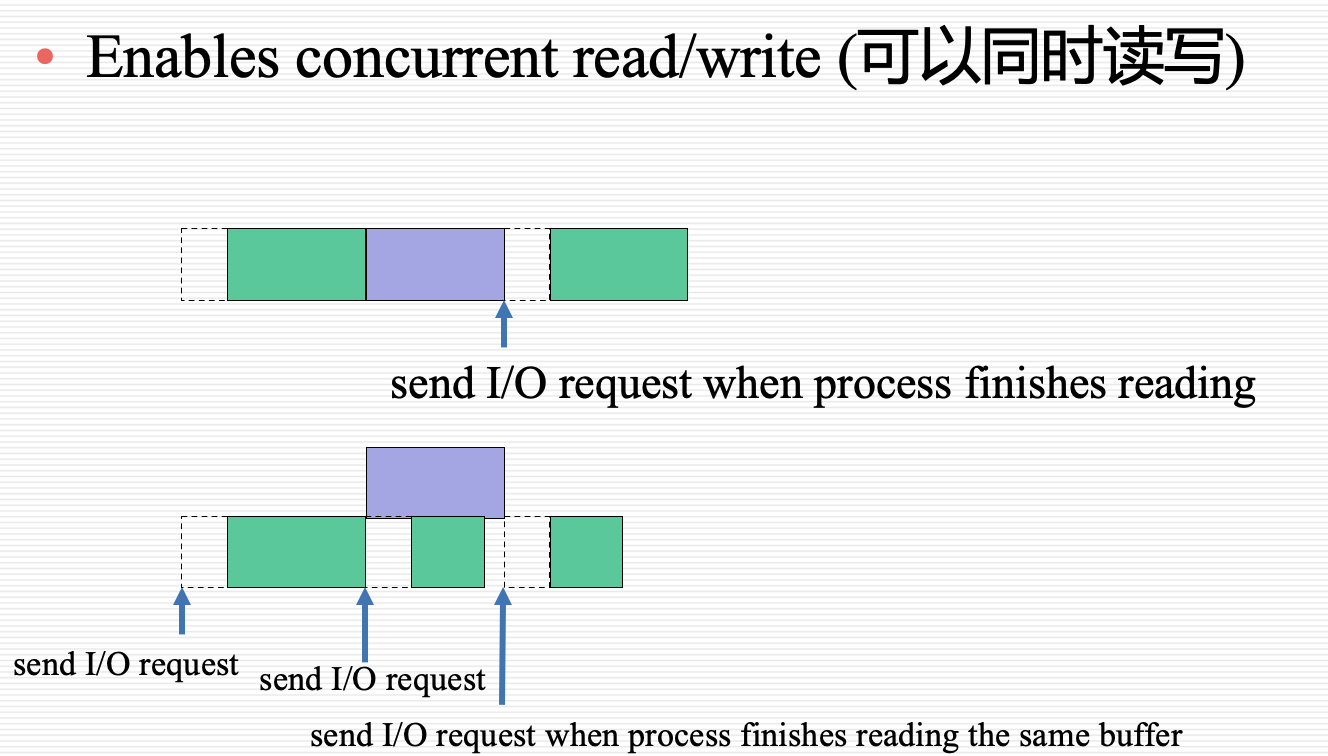 • Enables concurrent read/write (可以同时读写)
send I/O request when process finishes reading
send I/O request
send I/O request
send I/O request when process finishes reading the same buffer